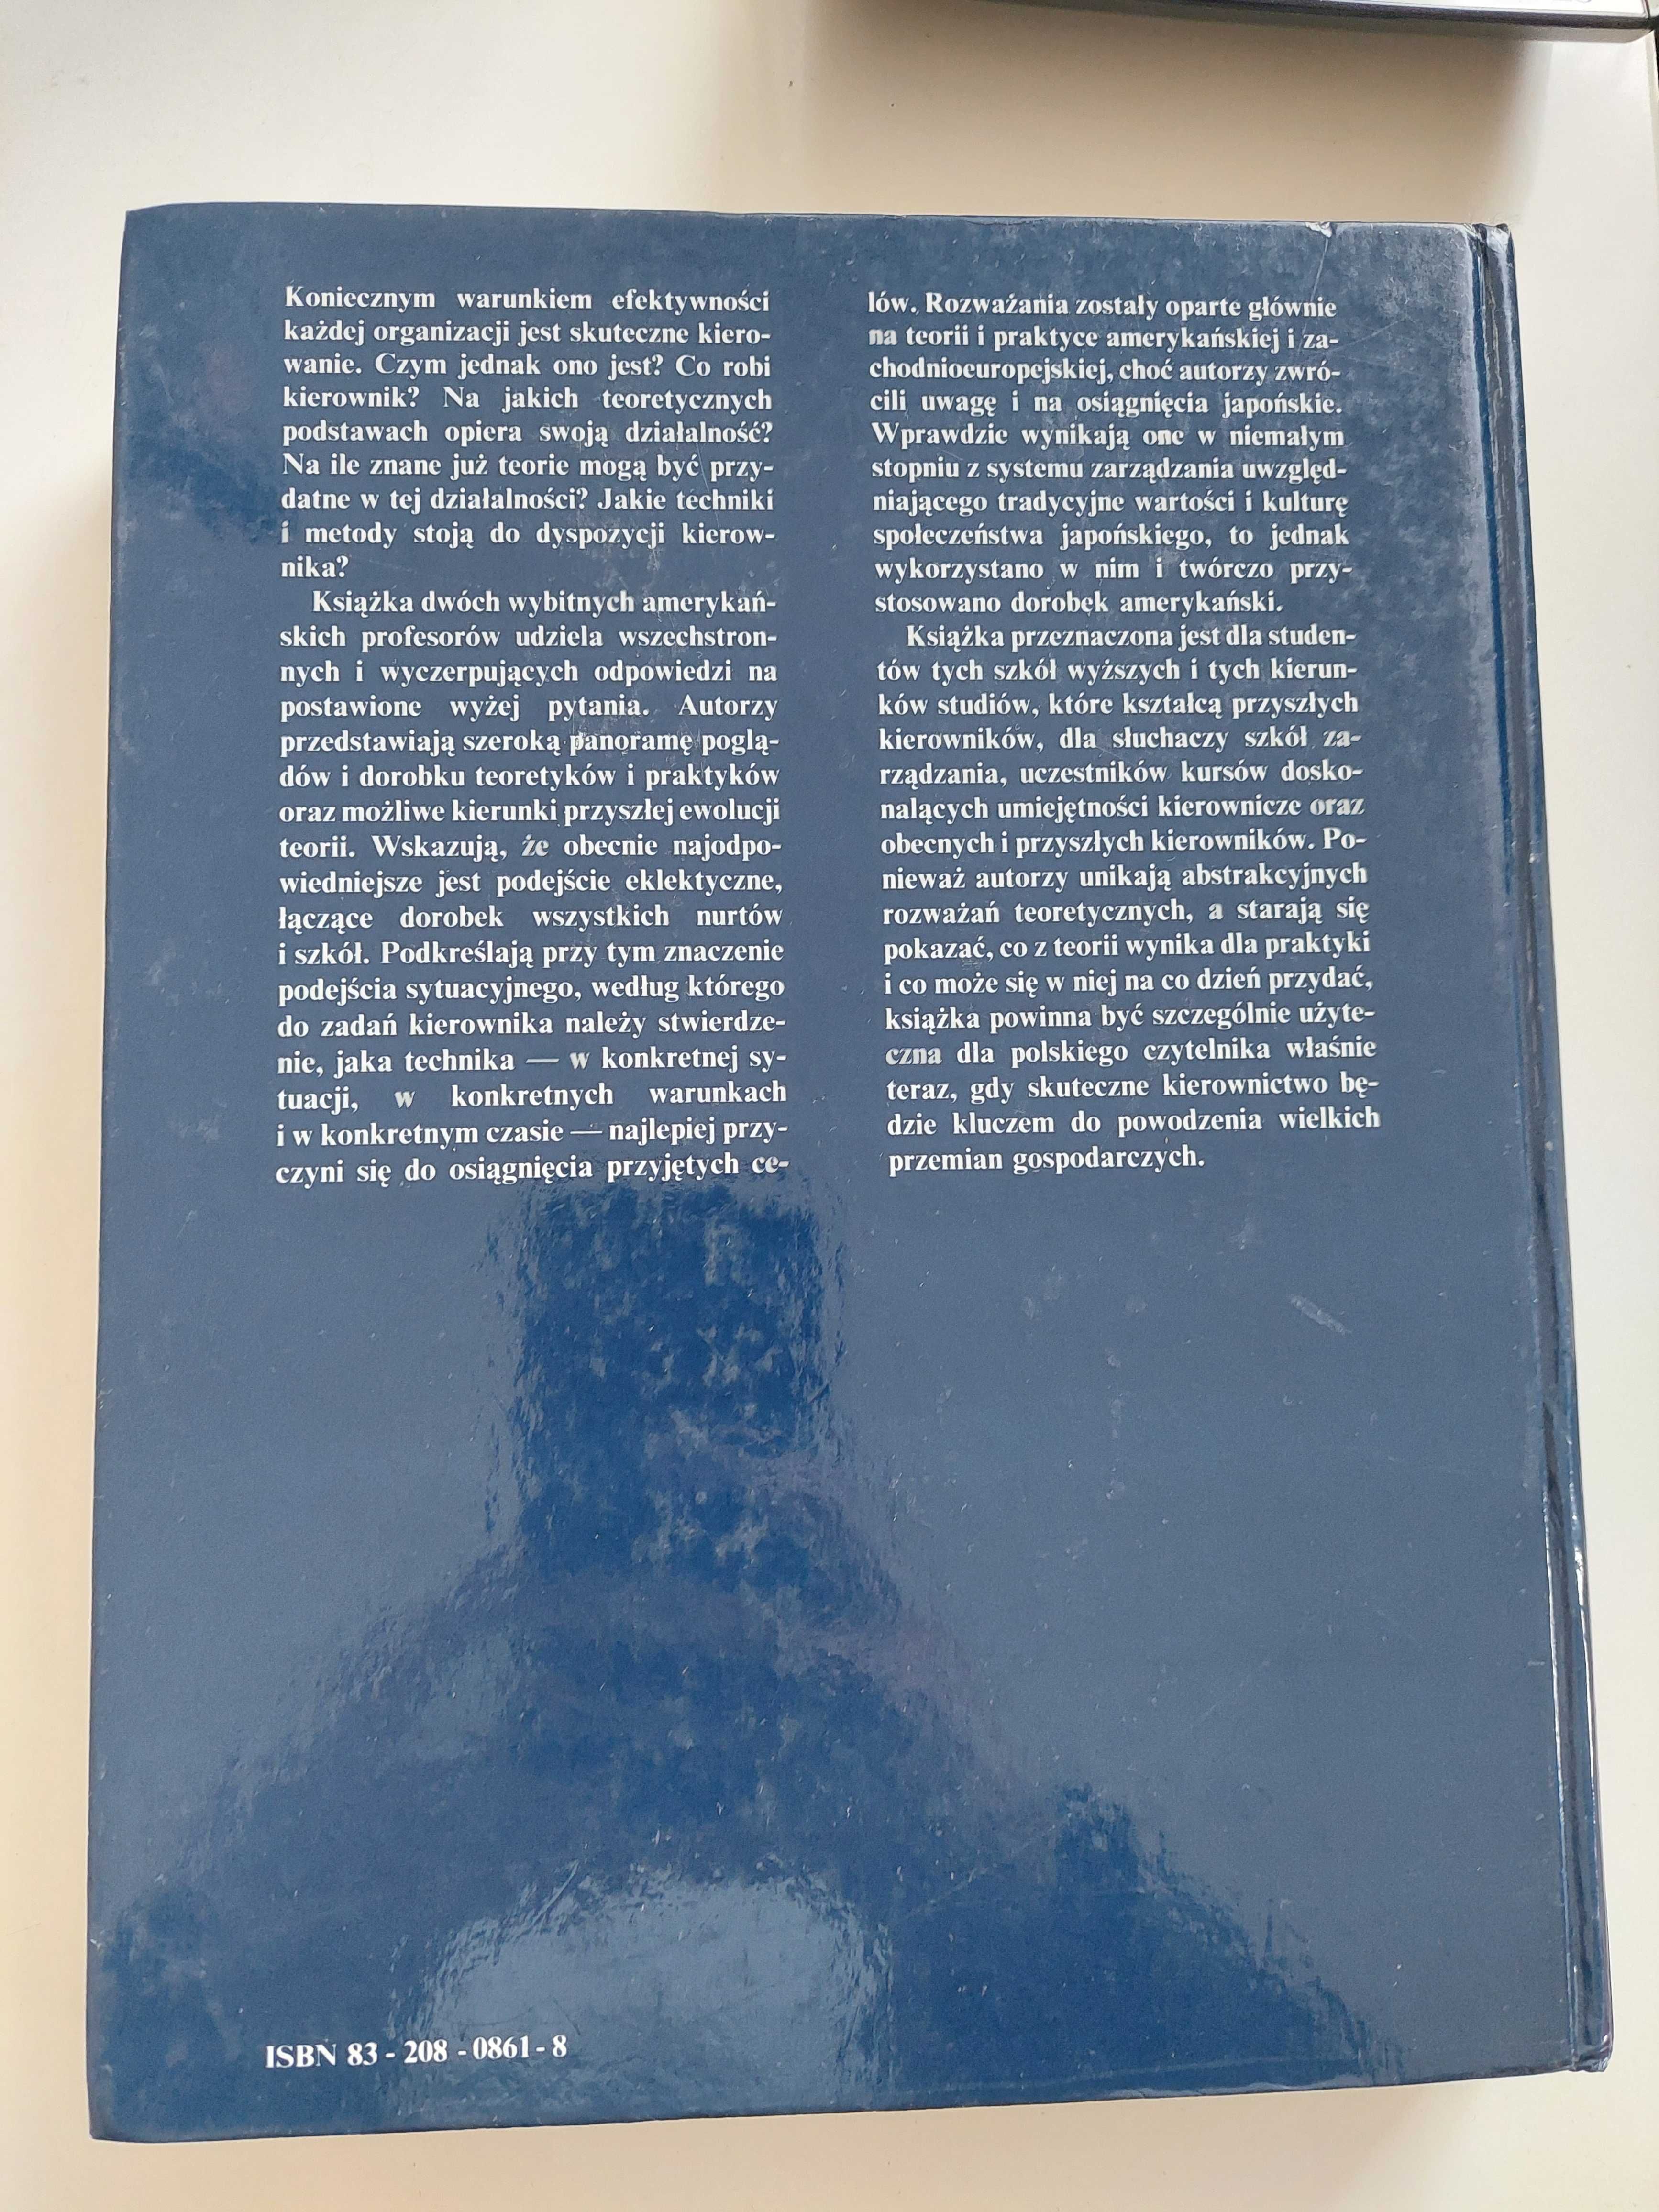 Koniecznym warunkiem efektywności
każdej organizacji jest skuteczne kiero-
wanie. Czym jednak ono jest? Co robi
kierownik? Na jakich teoretycznych
podstawach opiera swoją działalność?
Na ile znane już teorie mogą być przy-
datne w tej działalności? Jakie techniki
i metody stoją do dyspozycji kierow-
nika?
Książka dwóch wybitnych amerykań-
skich profesorów udziela wszechstron-
nych i wyczerpujących odpowiedzi na
postawione wyżej pytania. Autorzy
przedstawiają szeroką panoramę poglą-
dów i dorobku teoretyków i praktyków
oraz możliwe kierunki przyszłej ewolucji
teorii. Wskazują, że obecnie najodpo-
wiedniejsze jest podejście eklektyczne,
łączące dorobek wszystkich nurtów
i szkół. Podkreślają przy tym znaczenie
podejścia sytuacyjnego, według którego
do zadań kierownika należy stwierdze-
nie, jaka technika — w konkretnej sy-
tuacji, w konkretnych warunkach
i w konkretnym czasie — najlepiej przy-
czyni się do osiągnięcia przyjętych ce-
lów. Rozważania zostały oparte głównie
na teorii i praktyce amerykańskiej i za-
chodnioeuropejskiej, choć autorzy zwró-
cili uwagę i na osiągnięcia japońskie.
Wprawdzie wynikają one w niemałym
stopniu z systemu zarządzania uwzględ-
niającego tradycyjne wartości i kulturę
społeczeństwa japońskiego, to jednak
wykorzystano w nim i twórczo przy-
stosowano dorobek amerykański.
Książka przeznaczona jest dla studen-
tów tych szkół wyższych i tych kierun-
ków studiów, które kształcą przyszłych
kierowników, dla słuchaczy szkół za-
rządzania, uczestników kursów dosko-
nalących umiejętności kierownicze oraz
obecnych i przyszłych kierowników. Po-
nieważ autorzy unikają abstrakcyjnych
rozważań teoretycznych, a starają się
pokazać, co z teorii wynika dla praktyki
i co może się w niej na co dzień przydać,
książka powinna być szczególnie użyte-
czna dla polskiego czytelnika właśnie
teraz, gdy skuteczne kierownictwo bę-
dzie kluczem do powodzenia wielkich
przemian gospodarczych.
ISBN 83-208-0861-8